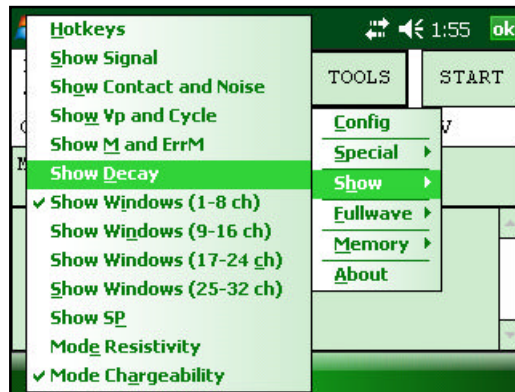 1:55 ok
TOOLS START
Hotkeys
Show Signal
Show Contact and Noise
Show Vp and Cycle
Show M and ErrM
Show Decay
Show Windows (1-8 ch)
Show Windows (9-16 ch)
Show Windows (17-24 ch)
Show Windows (25-32 ch)
Show SP
Mode Resistivity
Mode Chargeability
Config
Special
Show
Fullwave
Memory
About
V